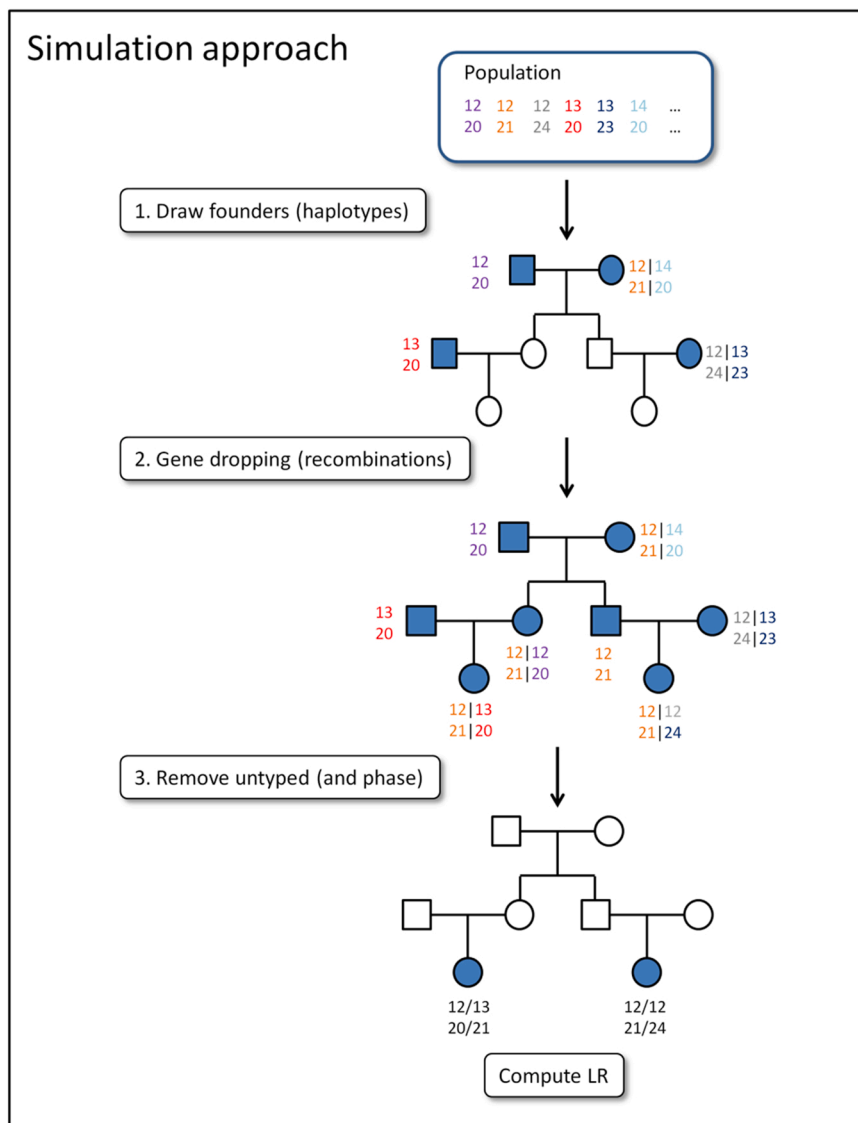 Simulation approach
Population
12 12 12 13 13 14 ...
20 21 24 20 23 20 ...
1. Draw founders (haplotypes)
12 12|14
20 21|20
13 12|13
20 24|23
2. Gene dropping (recombinations)
12 12|14
20 21|20
13 12|13
20 24|23
12|12 12
21|20 21
12|13 12|12
21|20 21|24
3. Remove untyped (and phase)
12/13 12/12
20/21 21/24
Compute LR